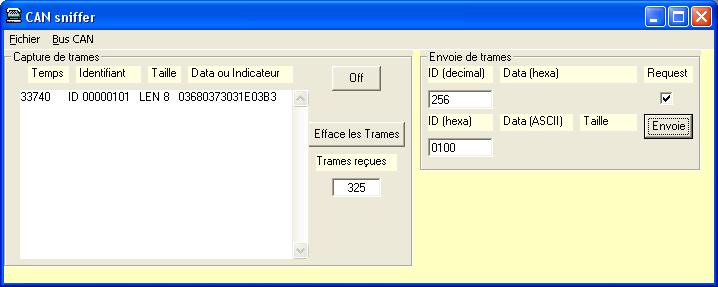 CAN sniffer
Fichier Bus CAN
Capture de trames
Temps Identifiant Taille Data ou Indicateur
33740 ID 00000101 LEN 8 03680373031E03B3
Off
Efface les Trames
Trames reçues
325
Envoie de trames
ID (decimal) Data (hexa) Request
256
ID (hexa) Data (ASCII) Taille Envoie
0100